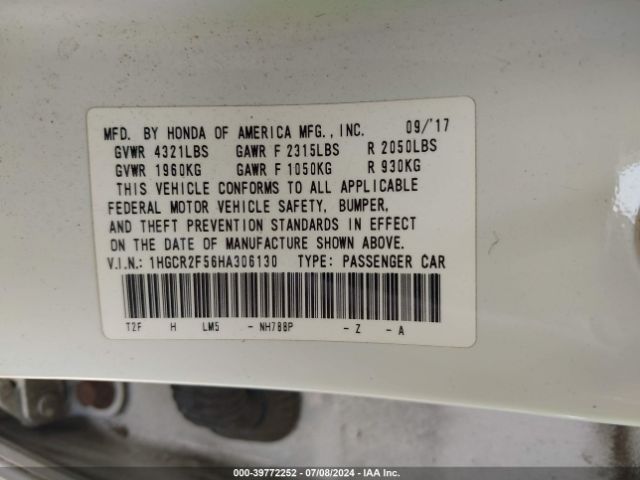 MFD. BY HONDA OF AMERICA MFG., INC. 09/'17
GVWR 4321LBS GAWR F 2315LBS R 2050LBS
GVWR 1960KG GAWR F 1050KG R 930KG
THIS VEHICLE CONFORMS TO ALL APPLICABLE
FEDERAL MOTOR VEHICLE SAFETY, BUMPER,
AND THEFT PREVENTION STANDARDS IN EFFECT
ON THE DATE OF MANUFACTURE SHOWN ABOVE.
V.I.N.: 1HGCR2F56HA306130 TYPE: PASSENGER CAR
T2F H LM5 - NH788P - Z - A
000-39772252 | 07/08/2024 | IAA Inc.